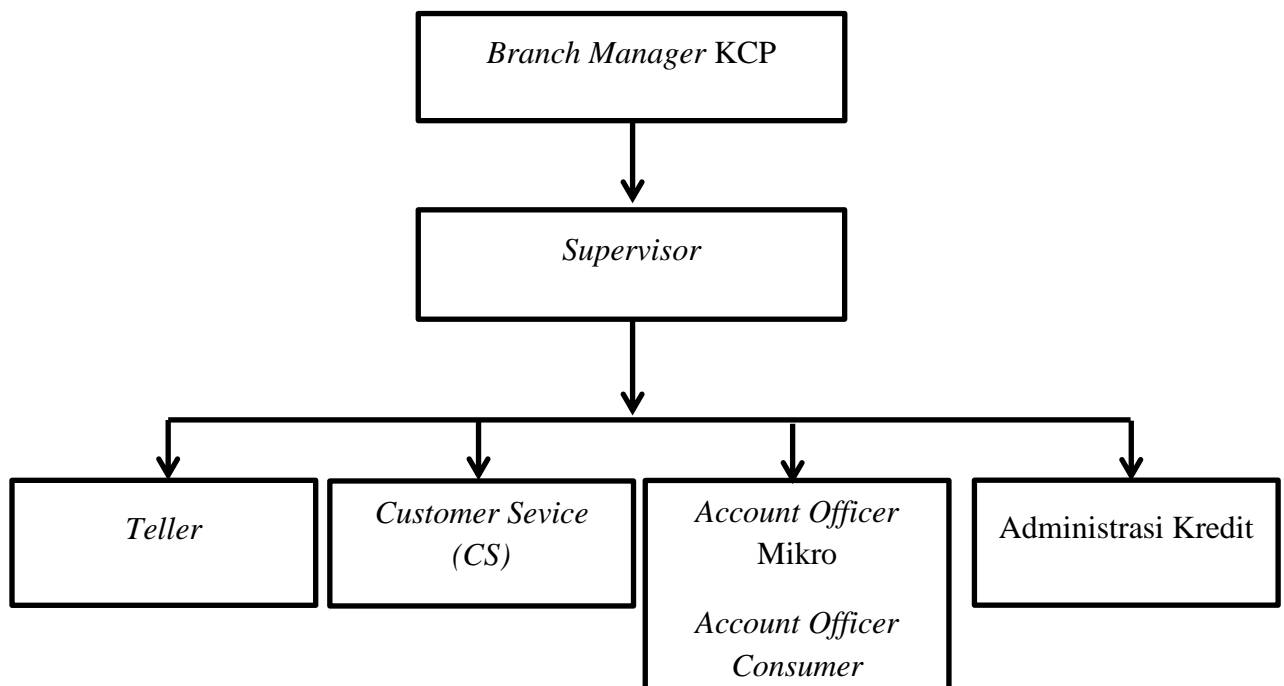 Branch Manager KCP
Supervisor
Teller
Customer Sevice
(CS)
Account Officer
Mikro
Account Officer
Consumer
Administrasi Kredit